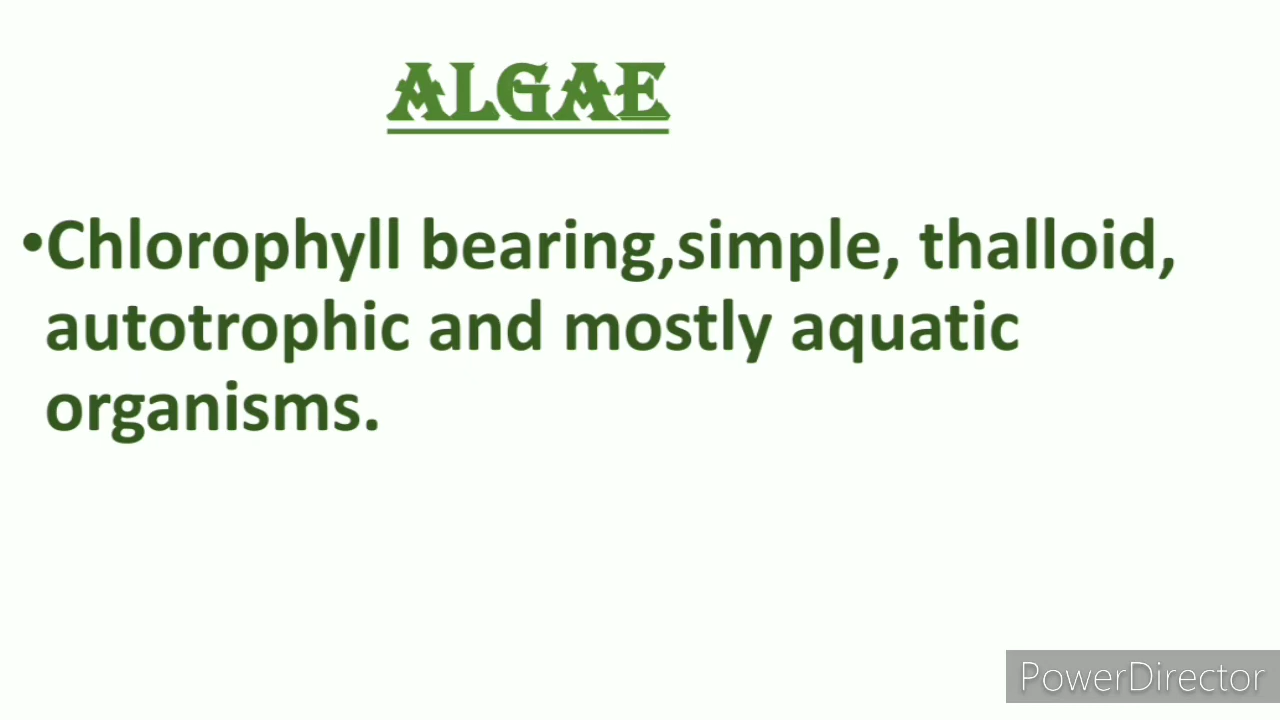 ALGAE
•Chlorophyll bearing,simple, thalloid,
autotrophic and mostly aquatic
organisms.
PowerDirector